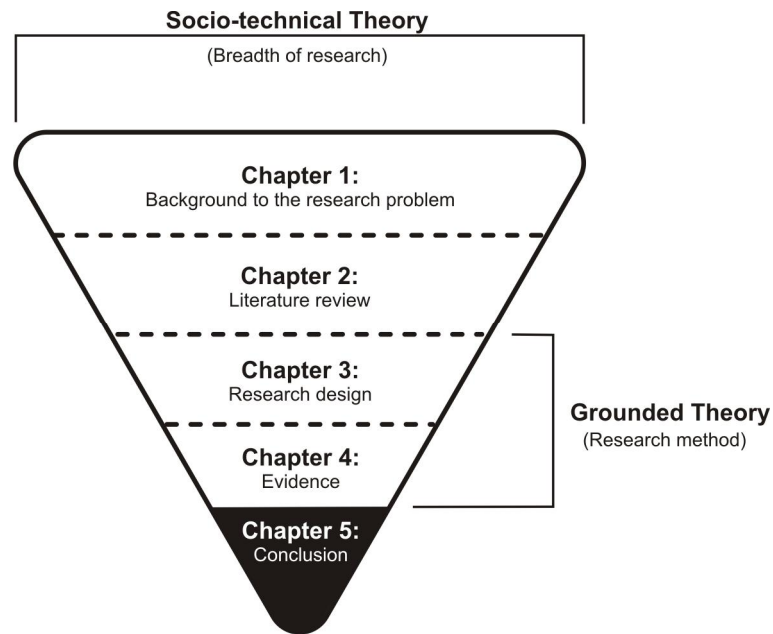 Socio-technical Theory
(Breadth of research)
Chapter 1:
Background to the research problem
Chapter 2:
Literature review
Chapter 3:
Research design
Grounded Theory
(Research method)
Chapter 4:
Evidence
Chapter 5:
Conclusion